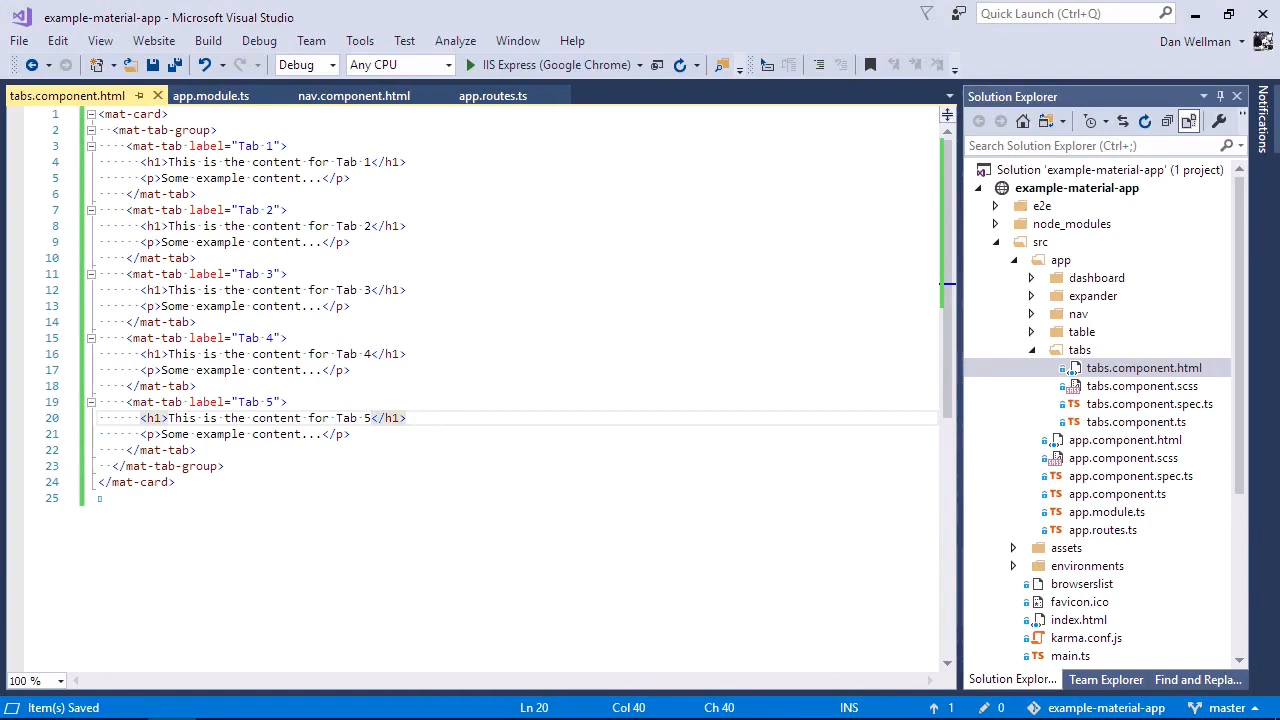 example-material-app - Microsoft Visual Studio
Quick Launch (Ctrl+Q)
File Edit View Website Build Debug Team Tools Test Analyze Window Help
Dan Wellman
Debug Any CPU IIS Express (Google Chrome)
tabs.component.html app.module.ts nav.component.html app.routes.ts
1 <mat-card>
2 <mat-tab-group>
3 <mat-tab label="Tab 1">
4 <h1>This is the content for Tab 1</h1>
5 <p>Some example content...</p>
6 </mat-tab>
7 <mat-tab label="Tab 2">
8 <h1>This is the content for Tab 2</h1>
9 <p>Some example content...</p>
10 </mat-tab>
11 <mat-tab label="Tab 3">
12 <h1>This is the content for Tab 3</h1>
13 <p>Some example content...</p>
14 </mat-tab>
15 <mat-tab label="Tab 4">
16 <h1>This is the content for Tab 4</h1>
17 <p>Some example content...</p>
18 </mat-tab>
19 <mat-tab label="Tab 5">
20 <h1>This is the content for Tab 5</h1>
21 <p>Some example content...</p>
22 </mat-tab>
23 </mat-tab-group>
24 </mat-card>
25
100 %
Solution Explorer
Search Solution Explorer (Ctrl+;)
Solution 'example-material-app' (1 project)
example-material-app
e2e
node_modules
src
app
dashboard
expander
nav
table
tabs
tabs.component.html
tabs.component.scss
TS tabs.component.spec.ts
TS tabs.component.ts
app.component.html
app.component.scss
TS app.component.spec.ts
TS app.component.ts
TS app.module.ts
TS app.routes.ts
assets
environments
browserslist
favicon.ico
index.html
karma.conf.js
TS main.ts
Solution Explor... Team Explorer Find and Repla...
Notifications
Item(s) Saved Ln 20 Col 40 Ch 40 INS 1 0 example-material-app master